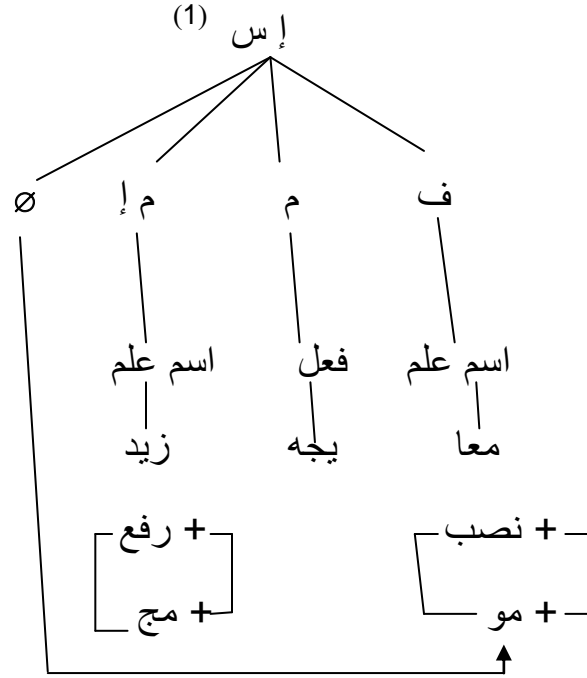 (1) إ س
ف م م إ ∅
اسم علم فعل اسم علم
معا يجه زيد
+ نصب + رفع
+ مو + مج